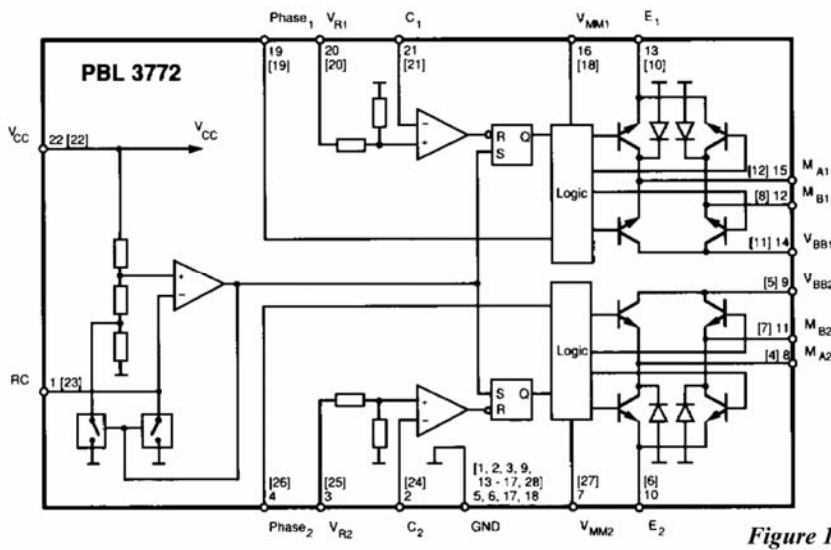 Phase1 VR1 C1 VMM1 E1
19 20 21 16 13
[19] [20] [21] [18] [10]
PBL 3772
VCC 22 [22] VCC
R Q
S
Logic
[12] 15 MA1
[8] 12 MB1
[11] 14 VBB1
[5] 9 VBB2
[7] 11 MB2
[4] 8 MA2
Logic
RC 1 [23]
S Q
R
+
−
+
−
+
−
[26] [25] [24] [1, 2, 3, 9, [27] [6]
13 - 17, 28]
4 3 2 5, 6, 17, 18 7 10
Phase2 VR2 C2 GND VMM2 E2
Figure 1